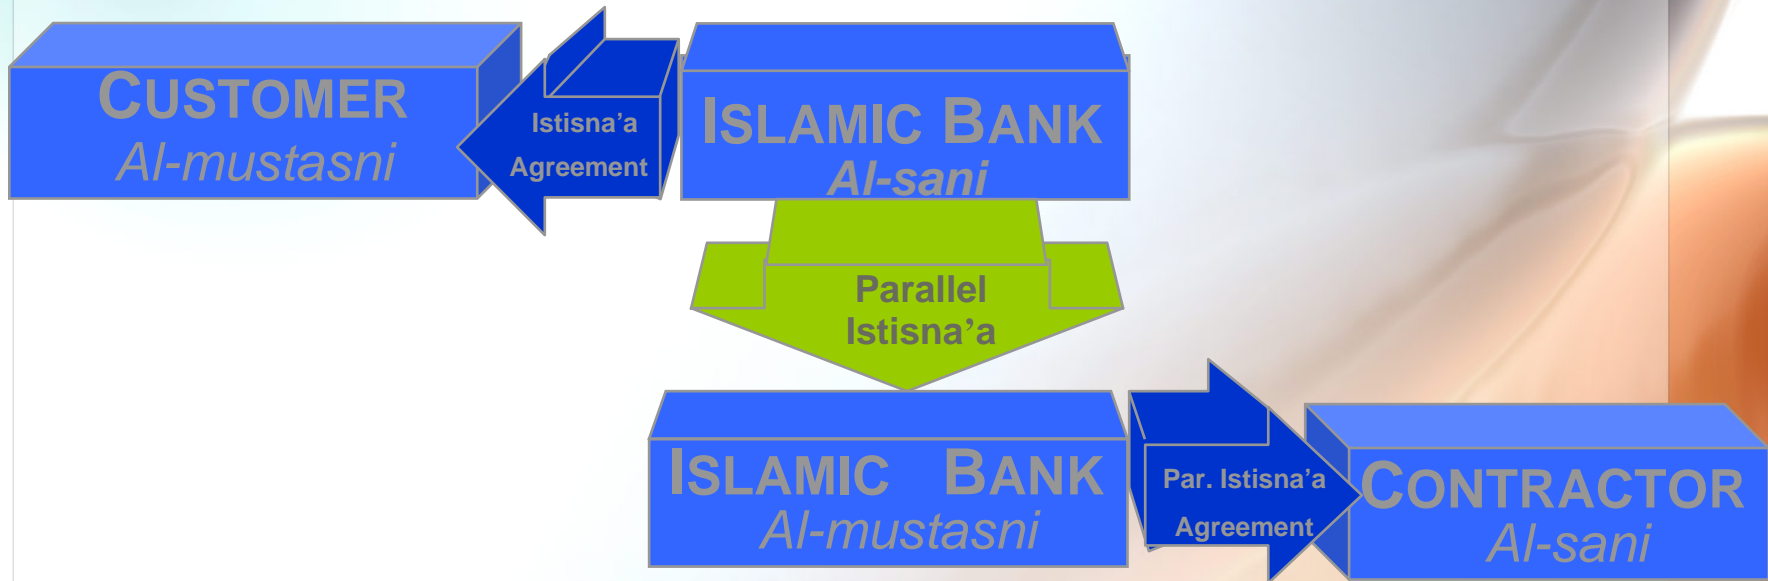 CUSTOMER
Al-mustasni
Istisna’a
Agreement
ISLAMIC BANK
Al-sani
Parallel
Istisna’a
ISLAMIC BANK
Al-mustasni
Par. Istisna’a
Agreement
CONTRACTOR
Al-sani